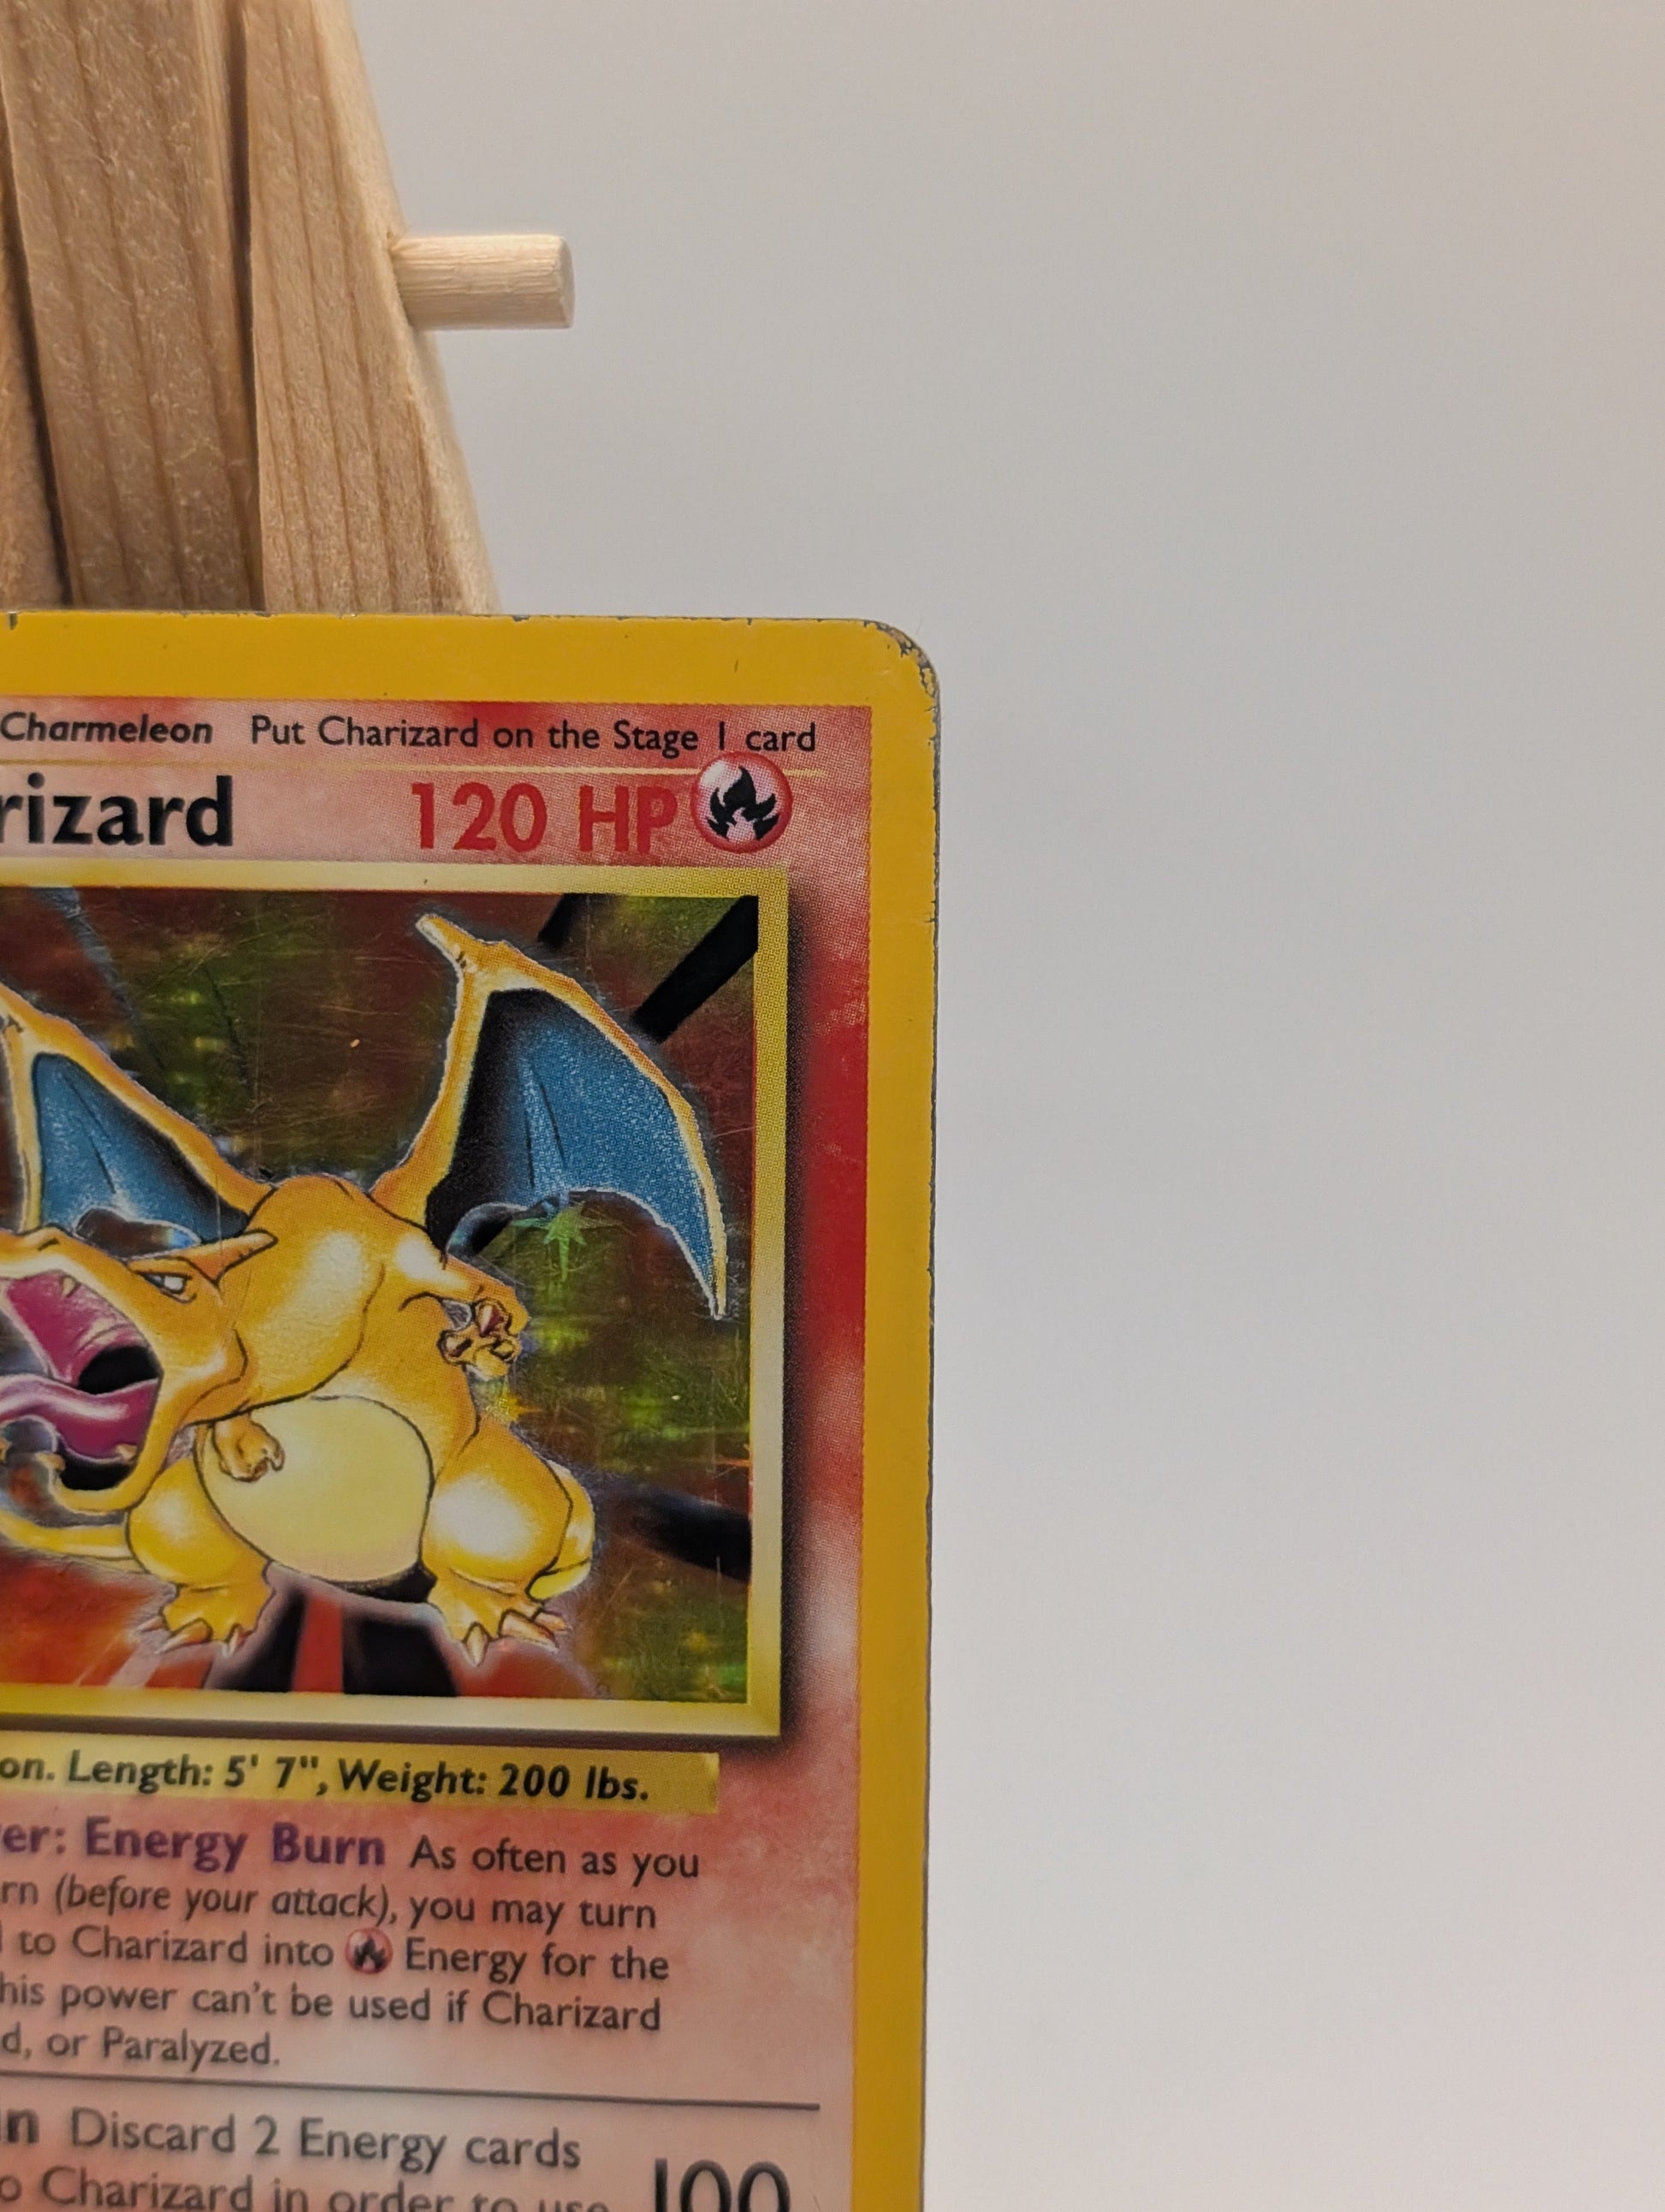 Charmeleon Put Charizard on the Stage 1 card
rizard 120 HP
on. Length: 5' 7", Weight: 200 lbs.
er: Energy Burn As often as you
rn (before your attack), you may turn
to Charizard into Energy for the
his power can't be used if Charizard
d, or Paralyzed.
n Discard 2 Energy cards
o Charizard in order to use 100